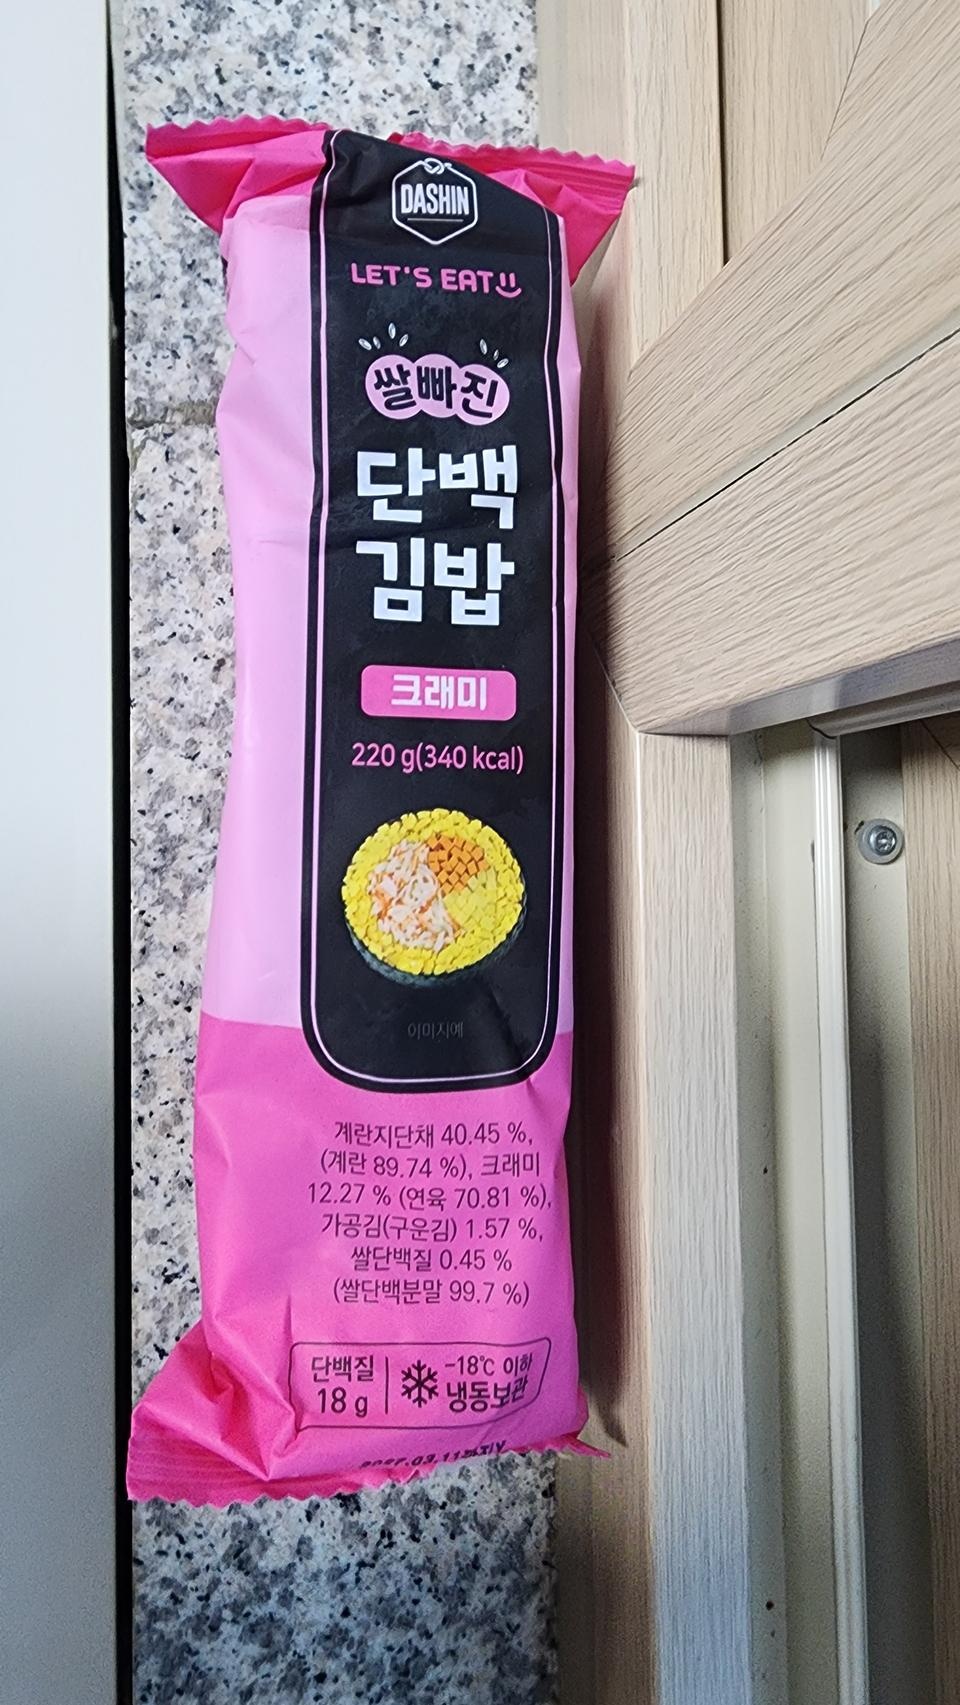 DASHIN
LET'S EAT
쌀빠진
단백
김밥
크래미
220 g(340 kcal)
이미지예
계란지단채 40.45 %,
(계란 89.74 %), 크래미
12.27 % (연육 70.81 %),
가공김(구운김) 1.57 %,
쌀단백질 0.45 %
(쌀단백분말 99.7 %)
단백질
18 g
-18℃ 이하
냉동보관